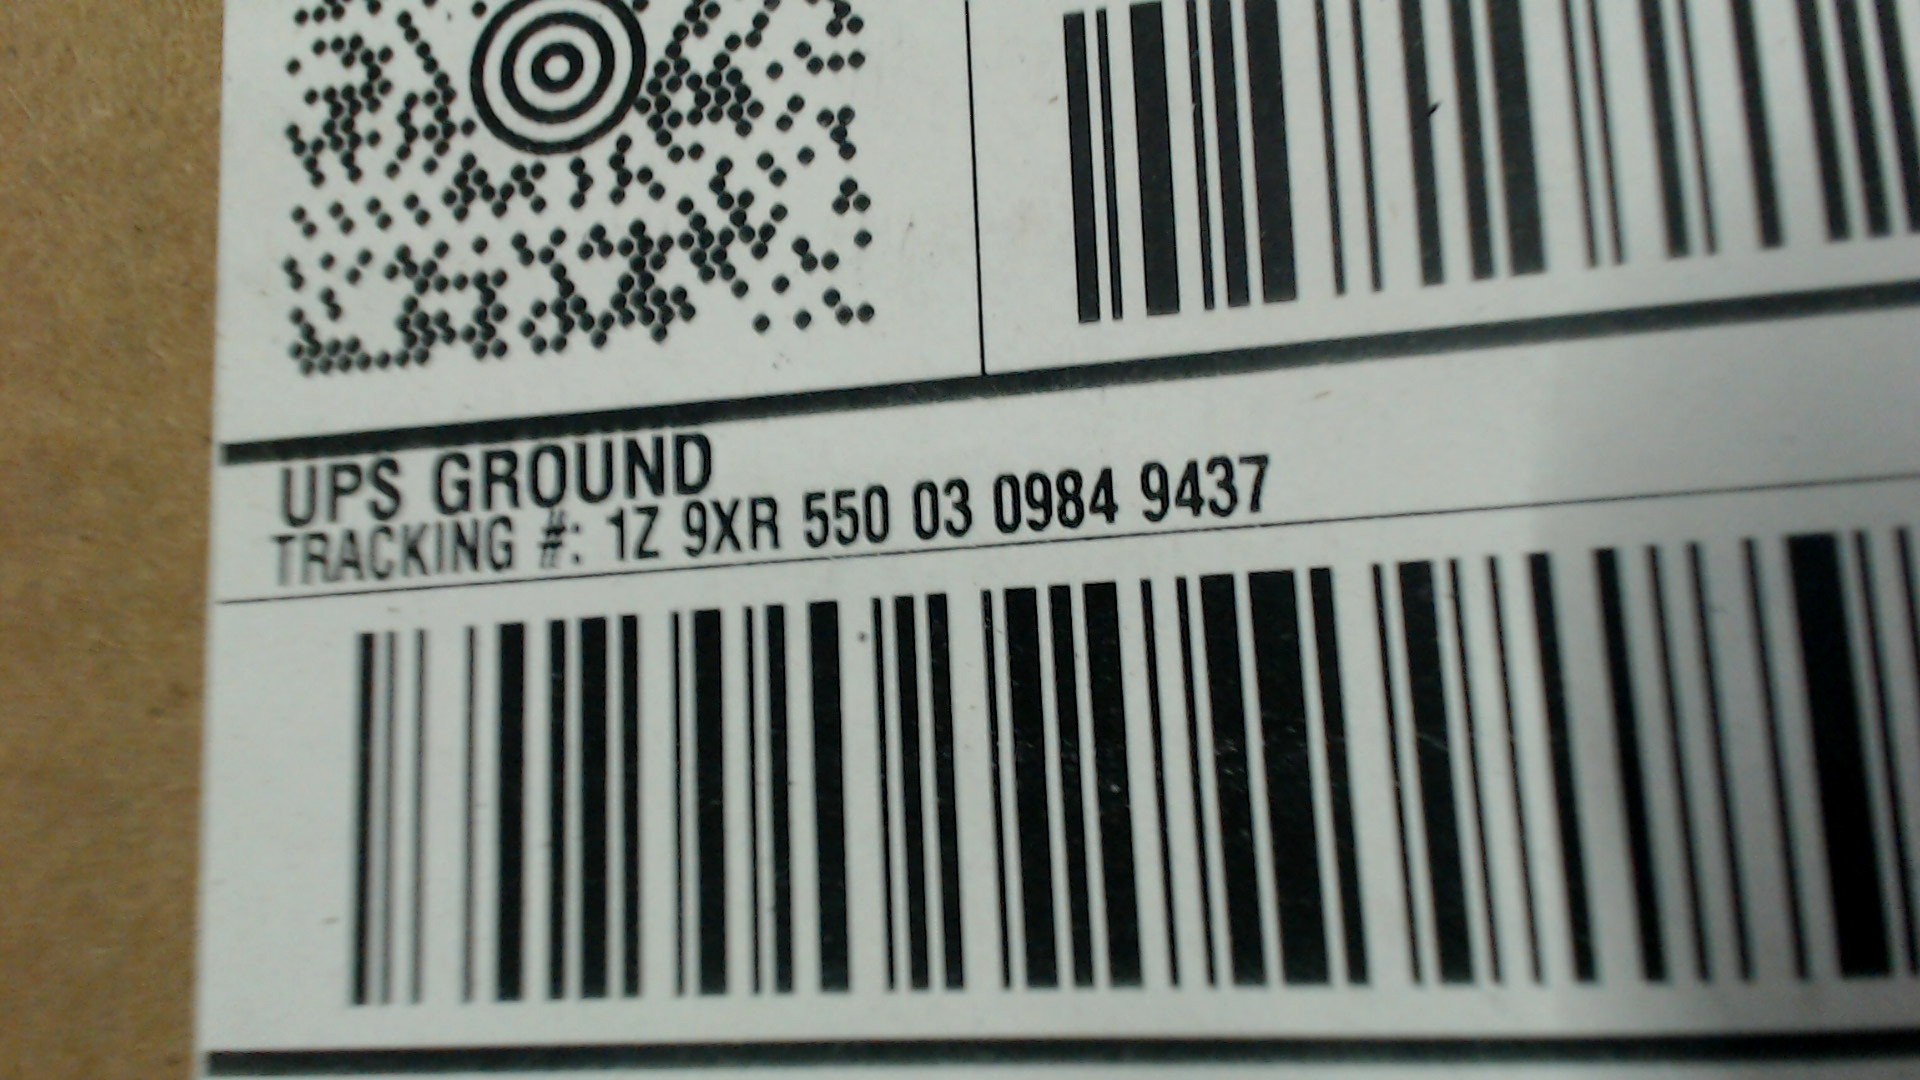 UPS GROUND
TRACKING #: 1Z 9XR 550 03 0984 9437